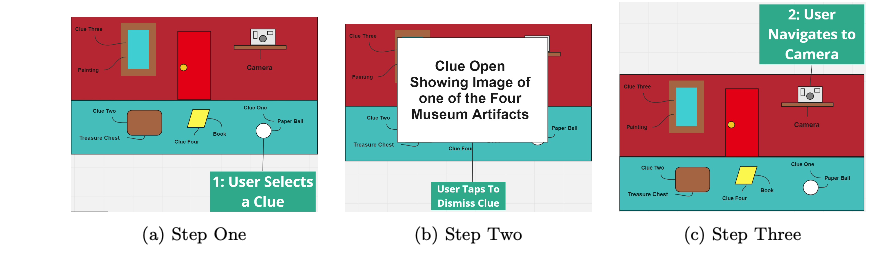 Clue Three
Painting
Camera
Clue Two
Treasure Chest
Clue Four
Book
Clue One
Paper Ball
1: User Selects
a Clue
(a) Step One
Clue Three
Painting
Clue Open
Showing Image of
one of the Four
Museum Artifacts
Clue Two
Treasure Chest
Clue Four
Paper Ball
User Taps To
Dismiss Clue
(b) Step Two
2: User
Navigates to
Camera
Clue Three
Painting
Camera
Clue Two
Treasure Chest
Clue Four
Book
Clue One
Paper Ball
(c) Step Three